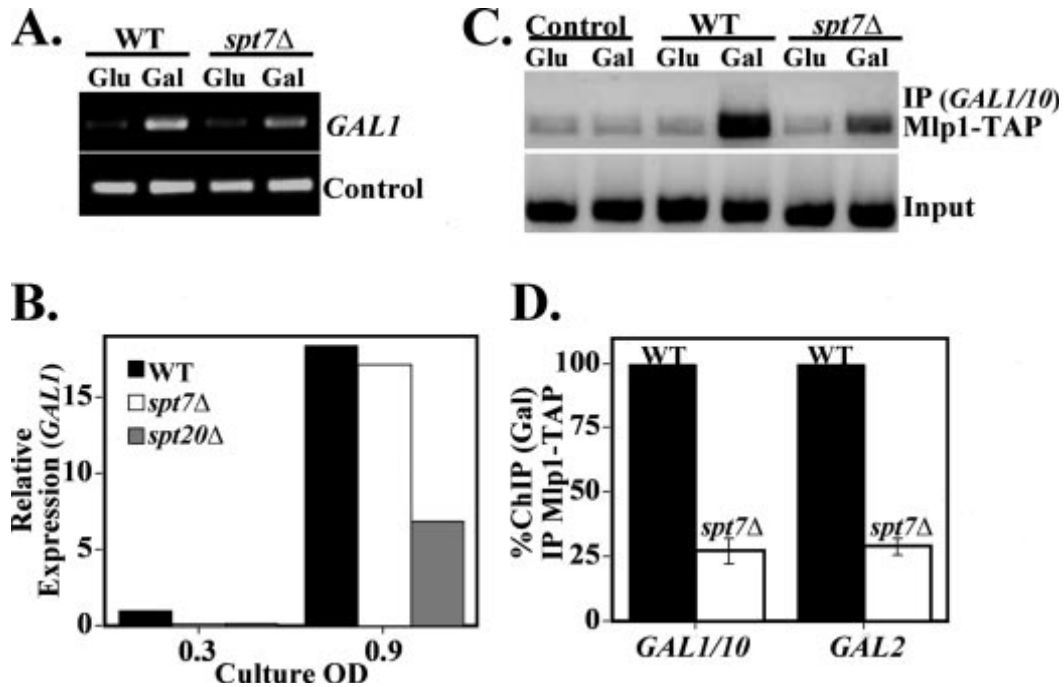 A.
WT spt7Δ
Glu Gal Glu Gal
GAL1
Control
C.
Control WT spt7Δ
Glu Gal Glu Gal Glu Gal
IP (GAL1/10)
Mlp1-TAP
Input
B.
Relative
Expression (GAL1)
15
10
5
0
WT
spt7Δ
spt20Δ
0.3 0.9
Culture OD
D.
%ChIP (Gal)
IP Mlp1-TAP
100
75
50
25
0
WT WT
spt7Δ spt7Δ
GAL1/10 GAL2